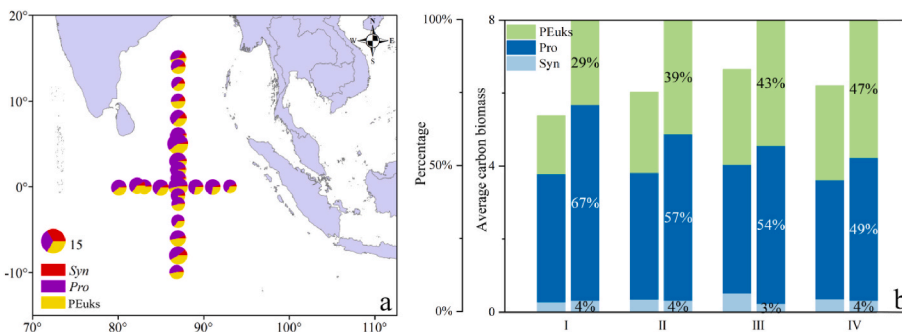 20°
10°
0°
-10°
70°
80°
90°
100°
110°
N
W
E
S
15
Syn
Pro
PEuks
a
100%
50%
0%
Percentage
Average carbon biomass
8
4
0
PEuks
Pro
Syn
29%
39%
43%
47%
67%
57%
54%
49%
4%
4%
3%
4%
b
I
II
III
IV